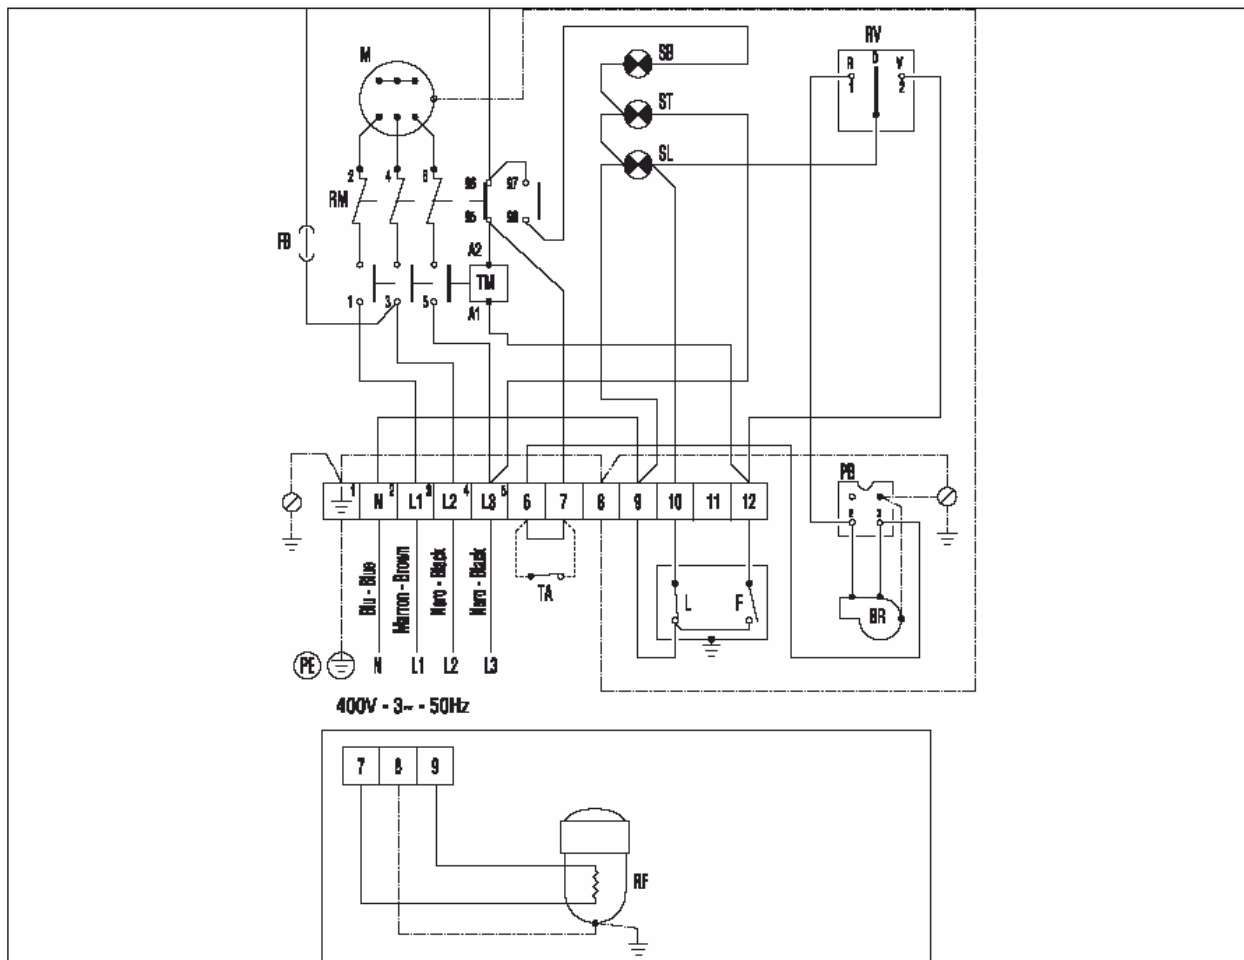 M
SB
RV
R O V
1 2
ST
SL
2 4 6
RM
96 97
95 98
FB
A2
TM
1 3 5
A1
PB
1 N 2 L1 3 L2 4 L3 5 6 7 8 9 10 11 12
Blu - Blue
Marron - Brown
Nero - Black
Nero - Black
TA
L F
BR
PE N L1 L2 L3
400V - 3~ - 50Hz
7 8 9
RF